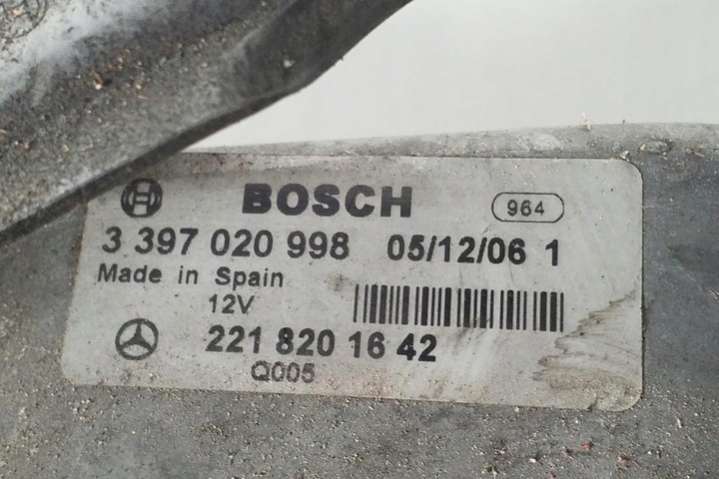 BOSCH 964
3 397 020 998 05/12/06 1
Made in Spain
12V
221 820 16 42
Q005